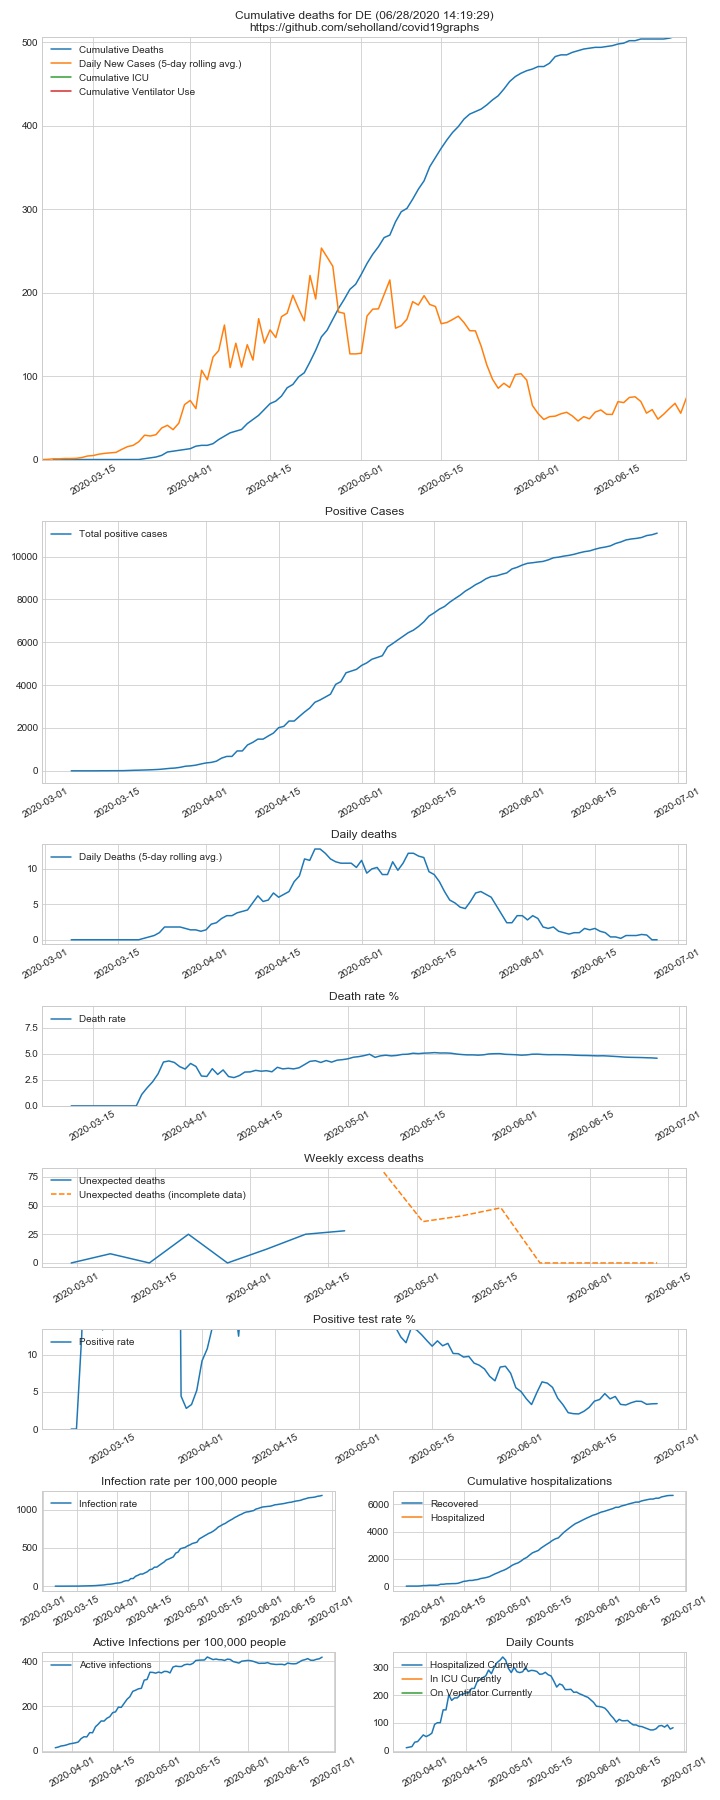 Cumulative deaths for DE (06/28/2020 14:19:29)
https://github.com/seholland/covid19graphs
500
400
300
200
100
0
Cumulative Deaths
Daily New Cases (5-day rolling avg.)
Cumulative ICU
Cumulative Ventilator Use
2020-03-15 2020-04-01 2020-04-15 2020-05-01 2020-05-15 2020-06-01 2020-06-15
Positive Cases
Total positive cases
10000
8000
6000
4000
2000
0
2020-03-01 2020-03-15 2020-04-01 2020-04-15 2020-05-01 2020-05-15 2020-06-01 2020-06-15 2020-07-01
Daily deaths
Daily Deaths (5-day rolling avg.)
10
5
0
2020-03-01 2020-03-15 2020-04-01 2020-04-15 2020-05-01 2020-05-15 2020-06-01 2020-06-15 2020-07-01
Death rate %
Death rate
7.5
5.0
2.5
0.0
2020-03-15 2020-04-01 2020-04-15 2020-05-01 2020-05-15 2020-06-01 2020-06-15 2020-07-01
Weekly excess deaths
Unexpected deaths
Unexpected deaths (incomplete data)
75
50
25
0
2020-03-01 2020-03-15 2020-04-01 2020-04-15 2020-05-01 2020-05-15 2020-06-01 2020-06-15
Positive test rate %
Positive rate
10
5
0
2020-03-15 2020-04-01 2020-04-15 2020-05-01 2020-05-15 2020-06-01 2020-06-15 2020-07-01
Infection rate per 100,000 people
Infection rate
1000
500
0
2020-03-01 2020-03-15 2020-04-01 2020-04-15 2020-05-01 2020-05-15 2020-06-01 2020-06-15 2020-07-01
Cumulative hospitalizations
Recovered
Hospitalized
6000
4000
2000
0
2020-04-01 2020-04-15 2020-05-01 2020-05-15 2020-06-01 2020-06-15 2020-07-01
Active Infections per 100,000 people
Active infections
400
200
0
2020-04-01 2020-04-15 2020-05-01 2020-05-15 2020-06-01 2020-06-15 2020-07-01
Daily Counts
Hospitalized Currently
In ICU Currently
On Ventilator Currently
300
200
100
0
2020-04-01 2020-04-15 2020-05-01 2020-05-15 2020-06-01 2020-06-15 2020-07-01